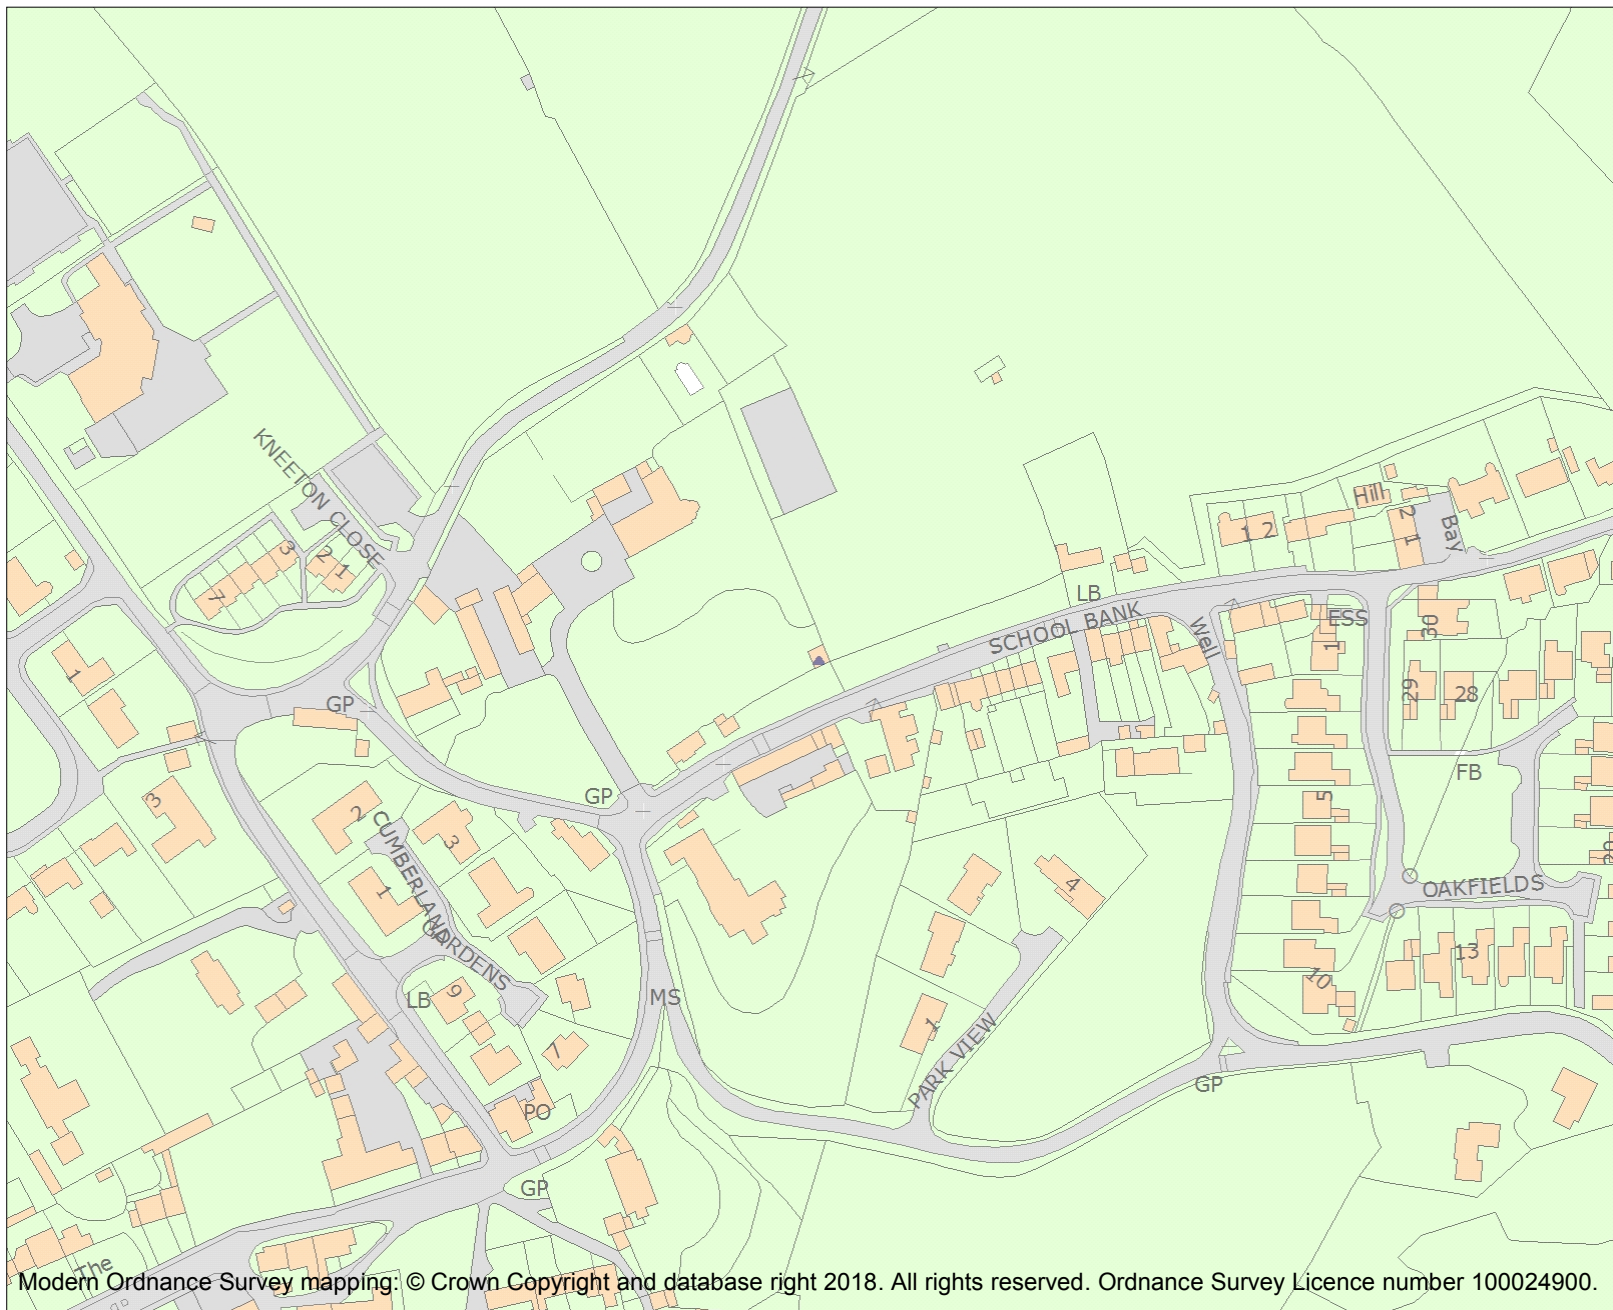 KNEETON CLOSE
3
2
1
7
1
GP
3
2
CUMBERLAND
GARDENS
3
1
GP
GP
LB
9
7
PO
GP
MS
SCHOOL BANK
LB
Well
1 2
Hill
2
1
Bay
ESS
1
30
29
28
FB
5
OAKFIELDS
20
13
10
4
1
PARK VIEW
GP
The
Modern Ordnance Survey mapping: © Crown Copyright and database right 2018. All rights reserved. Ordnance Survey Licence number 100024900.